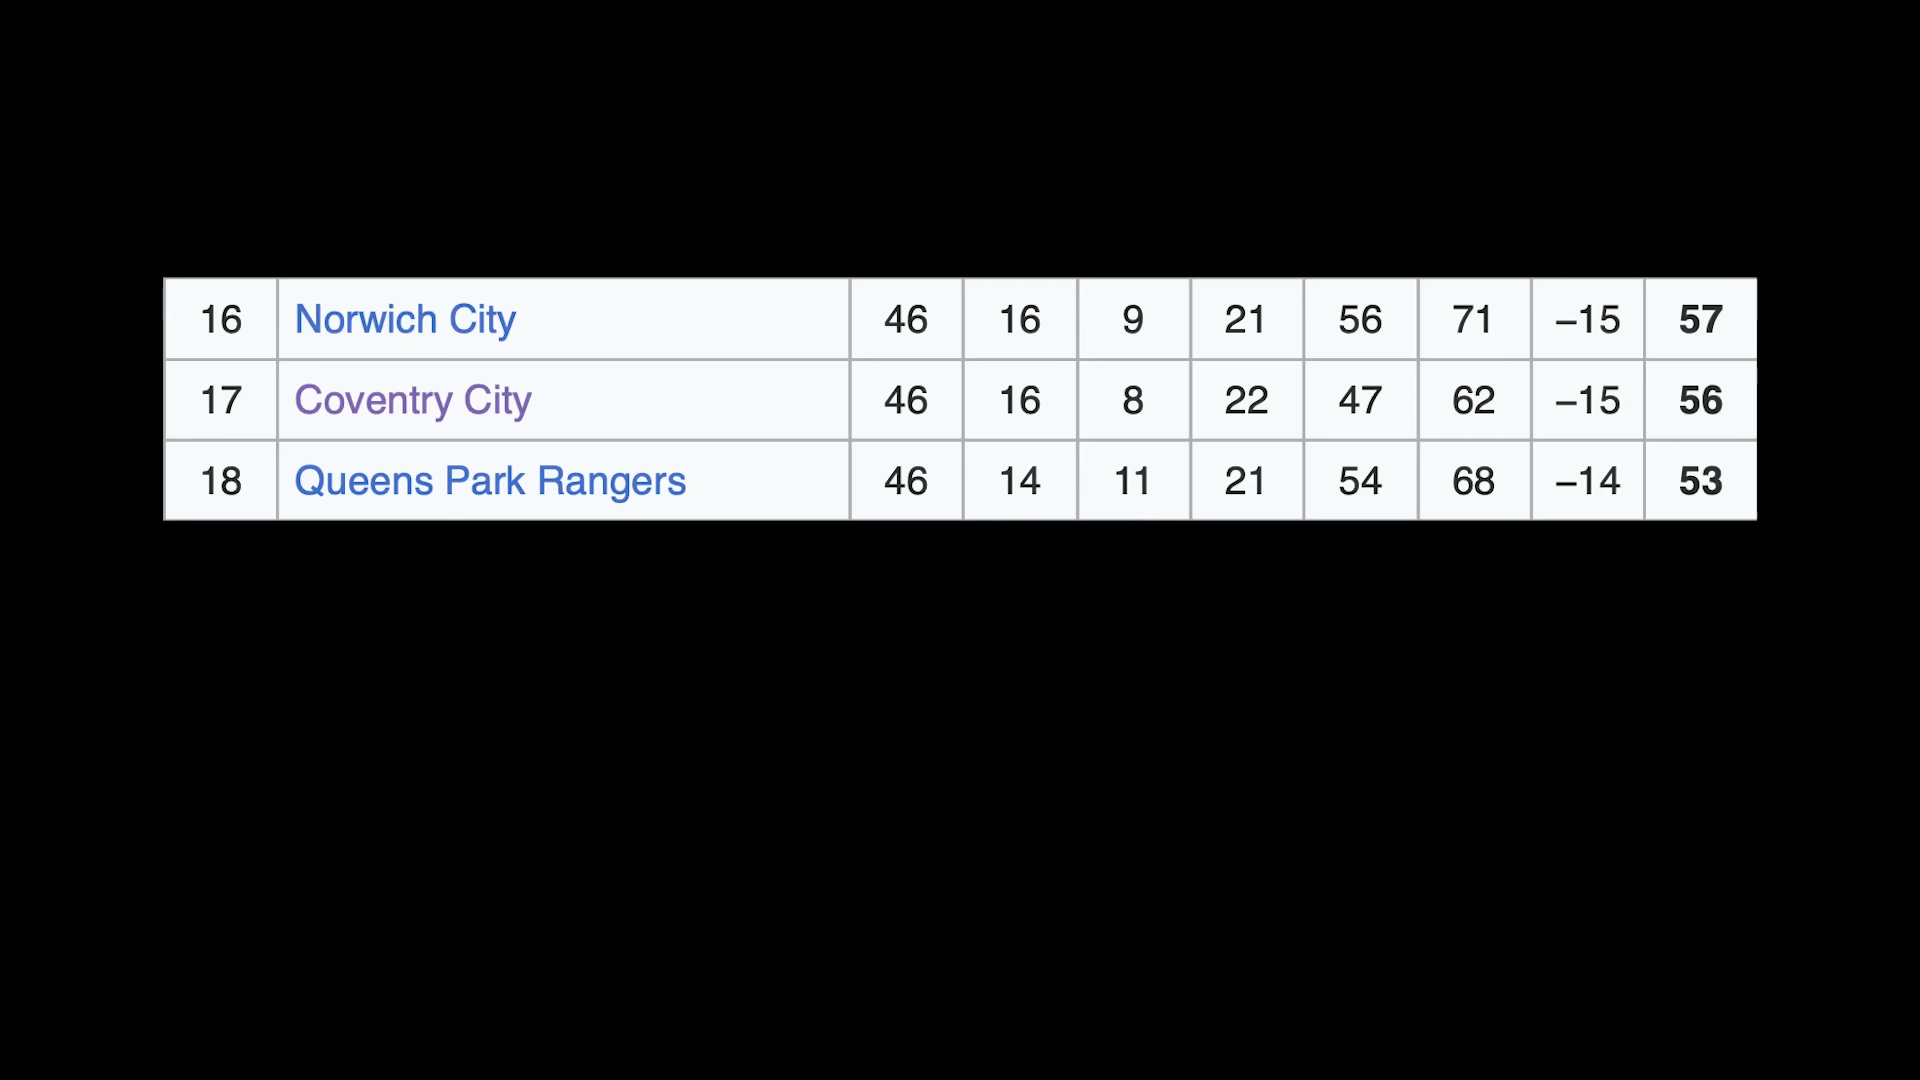 16 Norwich City 46 16 9 21 56 71 –15 57
17 Coventry City 46 16 8 22 47 62 –15 56
18 Queens Park Rangers 46 14 11 21 54 68 –14 53